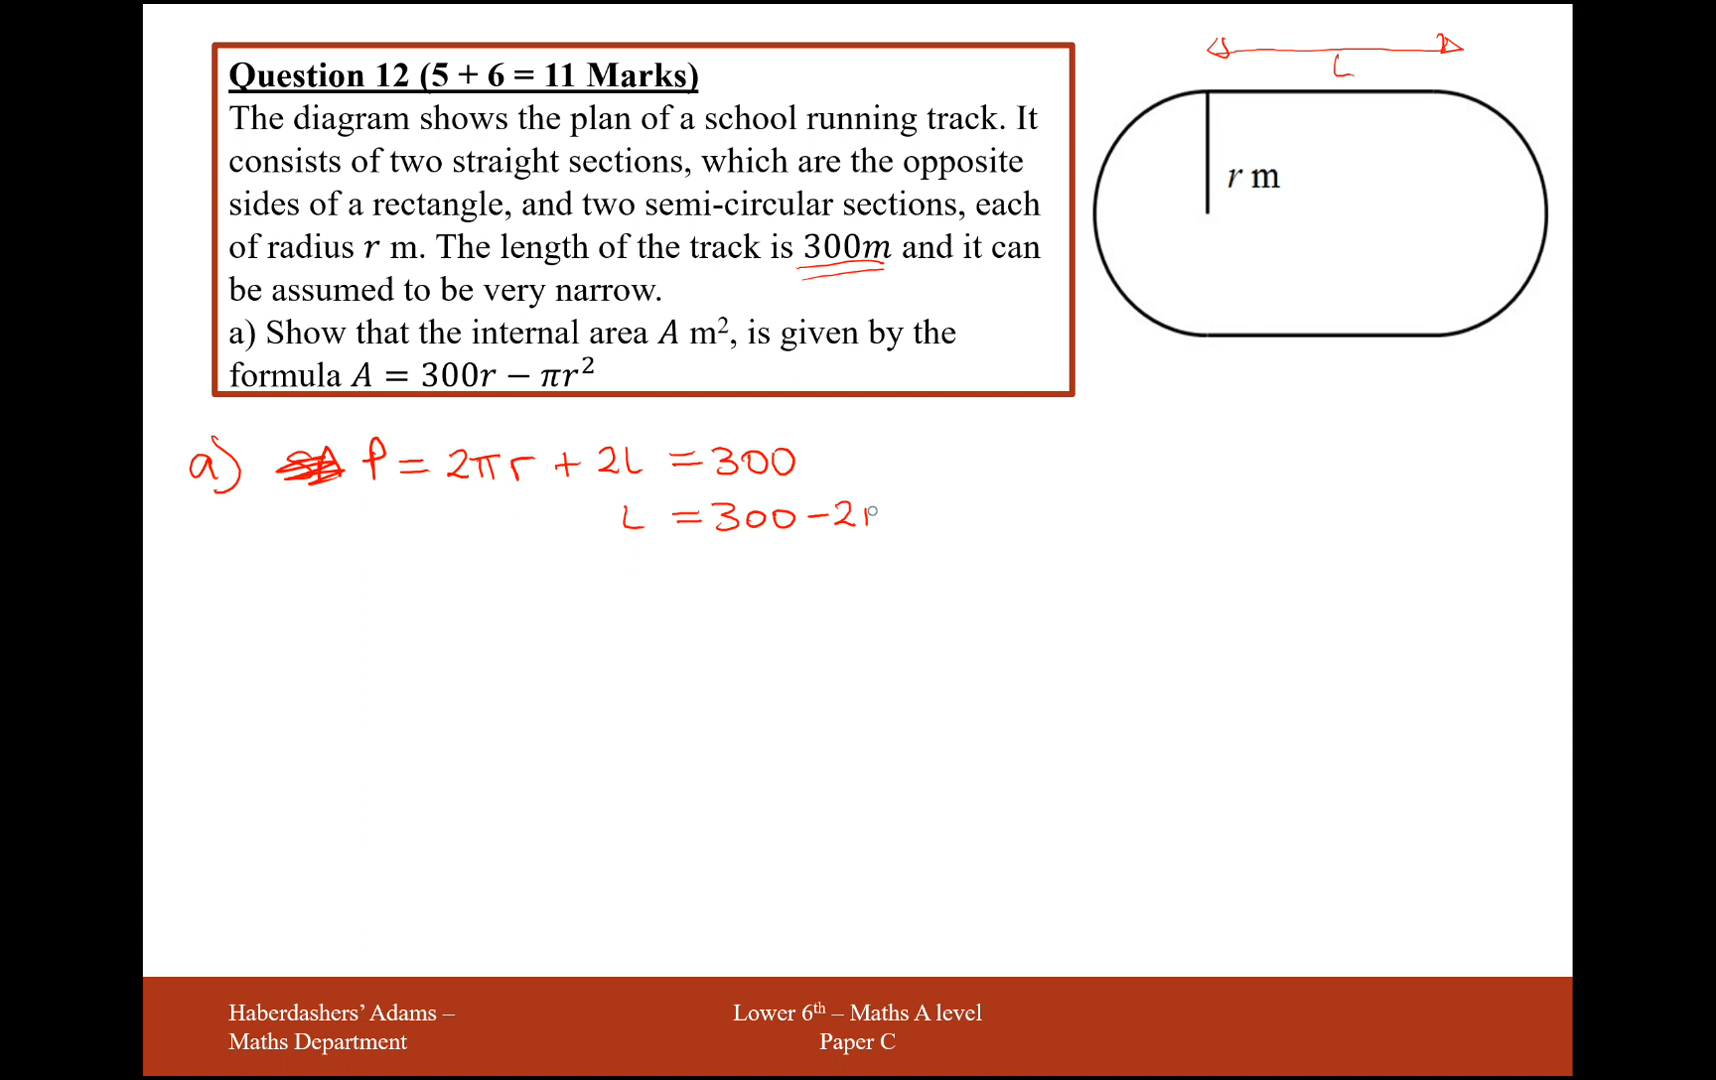 Question 12 (5 + 6 = 11 Marks)
The diagram shows the plan of a school running track. It
consists of two straight sections, which are the opposite
sides of a rectangle, and two semi-circular sections, each
of radius r m. The length of the track is 300m and it can
be assumed to be very narrow.
a) Show that the internal area A m², is given by the
formula A = 300r − πr²
L
r m
a) P = 2πr + 2L = 300
L = 300 − 2
Haberdashers’ Adams –
Maths Department
Lower 6th – Maths A level
Paper C